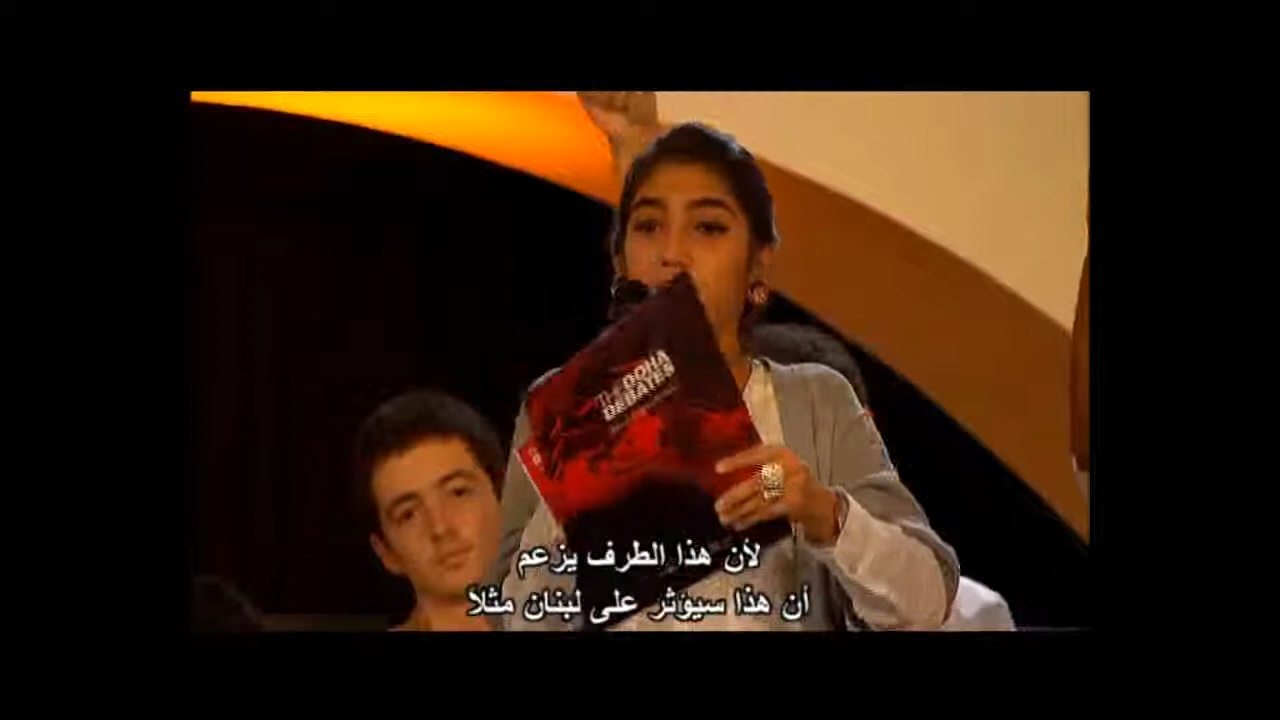 THE DOHA
DEBATES
لأن هذا الطرف يزعم
أن هذا سيؤثر على لبنان مثلاً